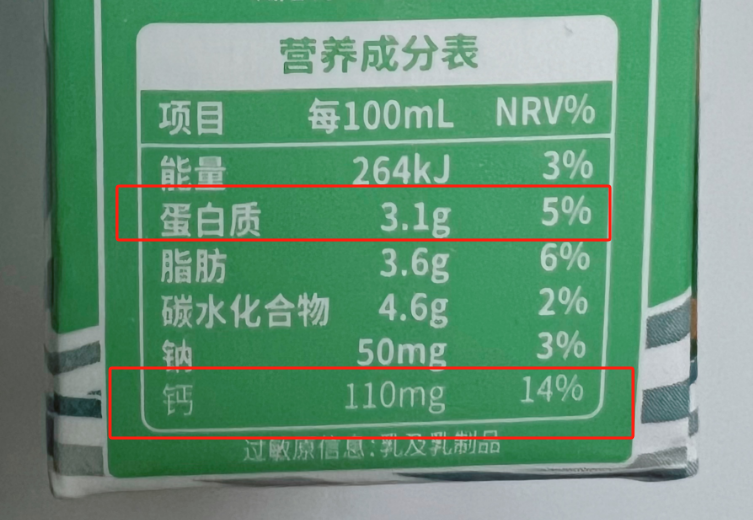 营养成分表
项目 每100mL NRV%
能量 264kJ 3%
蛋白质 3.1g 5%
脂肪 3.6g 6%
碳水化合物 4.6g 2%
钠 50mg 3%
钙 110mg 14%
过敏原信息:乳及乳制品